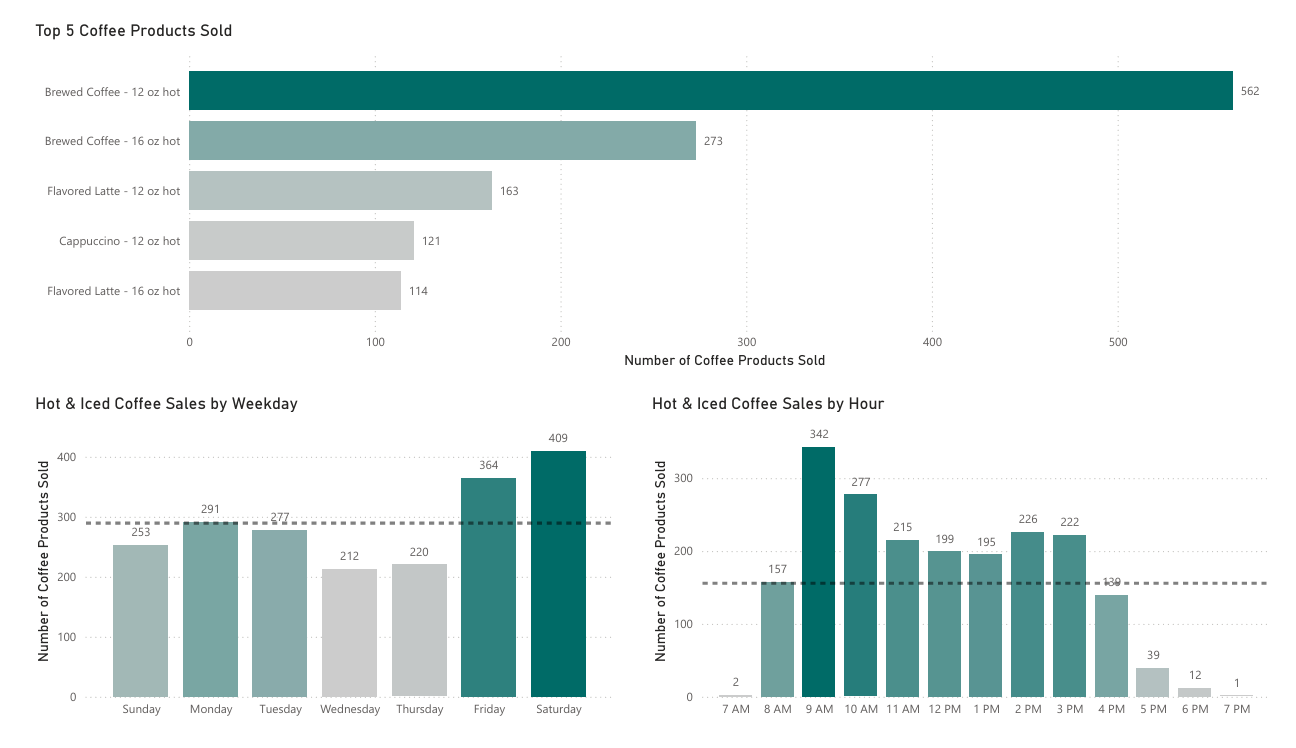 Top 5 Coffee Products Sold
Brewed Coffee - 12 oz hot
562
Brewed Coffee - 16 oz hot
273
Flavored Latte - 12 oz hot
163
Cappuccino - 12 oz hot
121
Flavored Latte - 16 oz hot
114
0 100 200 300 400 500
Number of Coffee Products Sold
Hot & Iced Coffee Sales by Weekday
Number of Coffee Products Sold
400
300
200
100
0
253 291 277 212 220 364 409
Sunday Monday Tuesday Wednesday Thursday Friday Saturday
Hot & Iced Coffee Sales by Hour
Number of Coffee Products Sold
300
200
100
0
2 157 342 277 215 199 195 226 222 139 39 12 1
7 AM 8 AM 9 AM 10 AM 11 AM 12 PM 1 PM 2 PM 3 PM 4 PM 5 PM 6 PM 7 PM